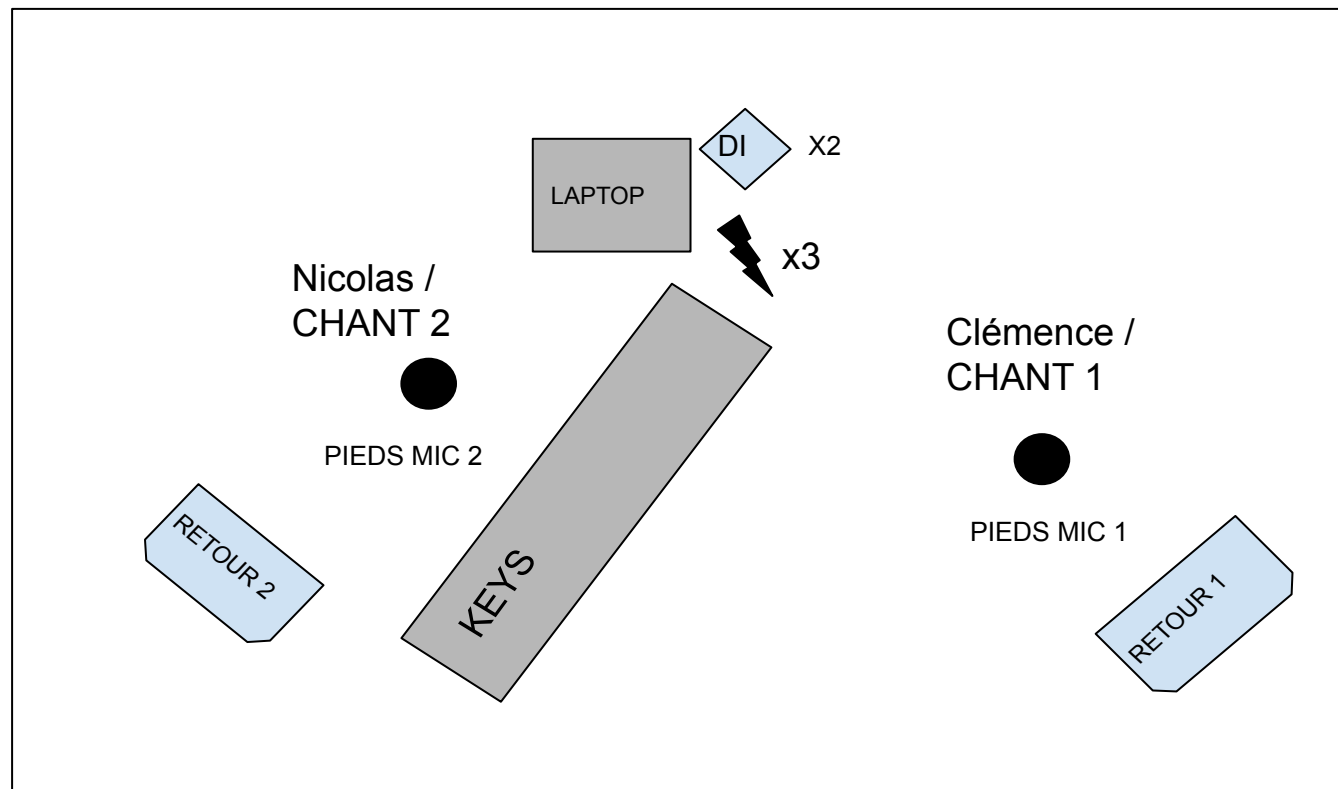 DI X2
LAPTOP
x3
Nicolas /
CHANT 2
Clémence /
CHANT 1
PIEDS MIC 2
PIEDS MIC 1
RETOUR 2
KEYS
RETOUR 1